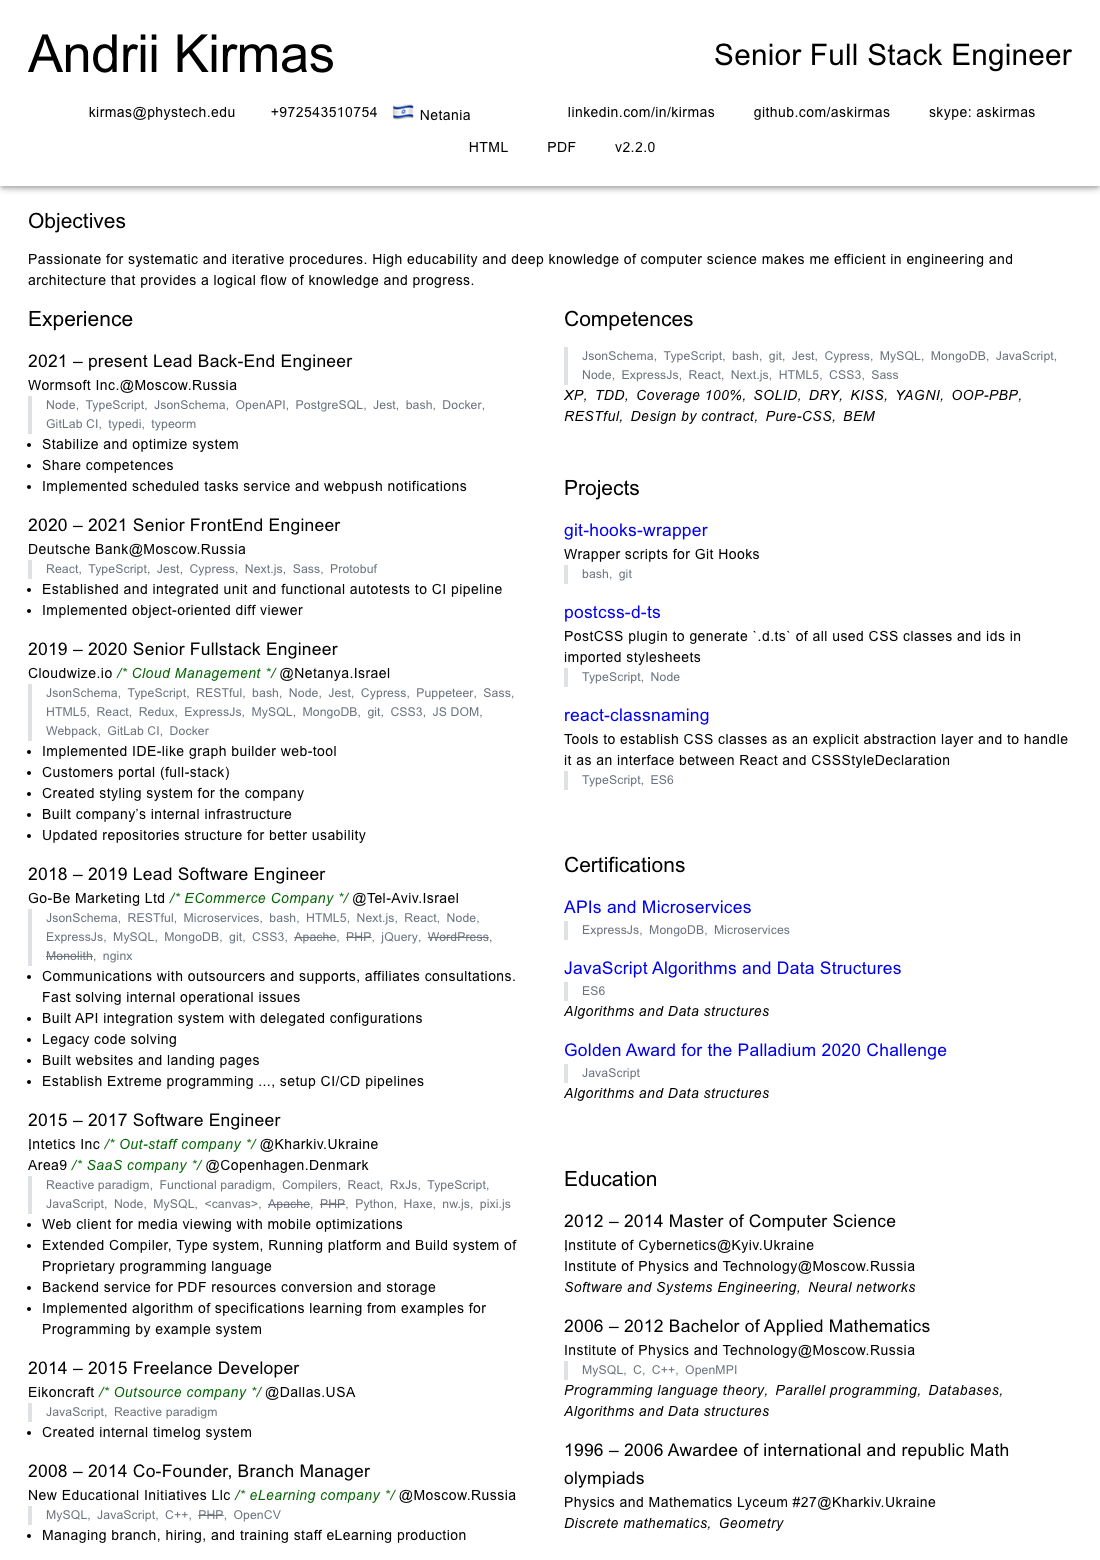 Andrii Kirmas
Senior Full Stack Engineer
kirmas@phystech.edu +972543510754 Netania linkedin.com/in/kirmas github.com/askirmas skype: askirmas
HTML PDF v2.2.0
Objectives
Passionate for systematic and iterative procedures. High educability and deep knowledge of computer science makes me efficient in engineering and
architecture that provides a logical flow of knowledge and progress.
Experience
2021 – present Lead Back-End Engineer
Wormsoft Inc.@Moscow.Russia
Node, TypeScript, JsonSchema, OpenAPI, PostgreSQL, Jest, bash, Docker,
GitLab CI, typedi, typeorm
• Stabilize and optimize system
• Share competences
• Implemented scheduled tasks service and webpush notifications
2020 – 2021 Senior FrontEnd Engineer
Deutsche Bank@Moscow.Russia
React, TypeScript, Jest, Cypress, Next.js, Sass, Protobuf
• Established and integrated unit and functional autotests to CI pipeline
• Implemented object-oriented diff viewer
2019 – 2020 Senior Fullstack Engineer
Cloudwize.io /* Cloud Management */ @Netanya.Israel
JsonSchema, TypeScript, RESTful, bash, Node, Jest, Cypress, Puppeteer, Sass,
HTML5, React, Redux, ExpressJs, MySQL, MongoDB, git, CSS3, JS DOM,
Webpack, GitLab CI, Docker
• Implemented IDE-like graph builder web-tool
• Customers portal (full-stack)
• Created styling system for the company
• Built company’s internal infrastructure
• Updated repositories structure for better usability
2018 – 2019 Lead Software Engineer
Go-Be Marketing Ltd /* ECommerce Company */ @Tel-Aviv.Israel
JsonSchema, RESTful, Microservices, bash, HTML5, Next.js, React, Node,
ExpressJs, MySQL, MongoDB, git, CSS3, Apache, PHP, jQuery, WordPress,
Monolith, nginx
• Communications with outsourcers and supports, affiliates consultations.
Fast solving internal operational issues
• Built API integration system with delegated configurations
• Legacy code solving
• Built websites and landing pages
• Establish Extreme programming ..., setup CI/CD pipelines
2015 – 2017 Software Engineer
Intetics Inc /* Out-staff company */ @Kharkiv.Ukraine
Area9 /* SaaS company */ @Copenhagen.Denmark
Reactive paradigm, Functional paradigm, Compilers, React, RxJs, TypeScript,
JavaScript, Node, MySQL, <canvas>, Apache, PHP, Python, Haxe, nw.js, pixi.js
• Web client for media viewing with mobile optimizations
• Extended Compiler, Type system, Running platform and Build system of
Proprietary programming language
• Backend service for PDF resources conversion and storage
• Implemented algorithm of specifications learning from examples for
Programming by example system
2014 – 2015 Freelance Developer
Eikoncraft /* Outsource company */ @Dallas.USA
JavaScript, Reactive paradigm
• Created internal timelog system
2008 – 2014 Co-Founder, Branch Manager
New Educational Initiatives Llc /* eLearning company */ @Moscow.Russia
MySQL, JavaScript, C++, PHP, OpenCV
• Managing branch, hiring, and training staff eLearning production
Competences
JsonSchema, TypeScript, bash, git, Jest, Cypress, MySQL, MongoDB, JavaScript,
Node, ExpressJs, React, Next.js, HTML5, CSS3, Sass
XP, TDD, Coverage 100%, SOLID, DRY, KISS, YAGNI, OOP-PBP,
RESTful, Design by contract, Pure-CSS, BEM
Projects
git-hooks-wrapper
Wrapper scripts for Git Hooks
bash, git
postcss-d-ts
PostCSS plugin to generate `.d.ts` of all used CSS classes and ids in
imported stylesheets
TypeScript, Node
react-classnaming
Tools to establish CSS classes as an explicit abstraction layer and to handle
it as an interface between React and CSSStyleDeclaration
TypeScript, ES6
Certifications
APIs and Microservices
ExpressJs, MongoDB, Microservices
JavaScript Algorithms and Data Structures
ES6
Algorithms and Data structures
Golden Award for the Palladium 2020 Challenge
JavaScript
Algorithms and Data structures
Education
2012 – 2014 Master of Computer Science
Institute of Cybernetics@Kyiv.Ukraine
Institute of Physics and Technology@Moscow.Russia
Software and Systems Engineering, Neural networks
2006 – 2012 Bachelor of Applied Mathematics
Institute of Physics and Technology@Moscow.Russia
MySQL, C, C++, OpenMPI
Programming language theory, Parallel programming, Databases,
Algorithms and Data structures
1996 – 2006 Awardee of international and republic Math
olympiads
Physics and Mathematics Lyceum #27@Kharkiv.Ukraine
Discrete mathematics, Geometry